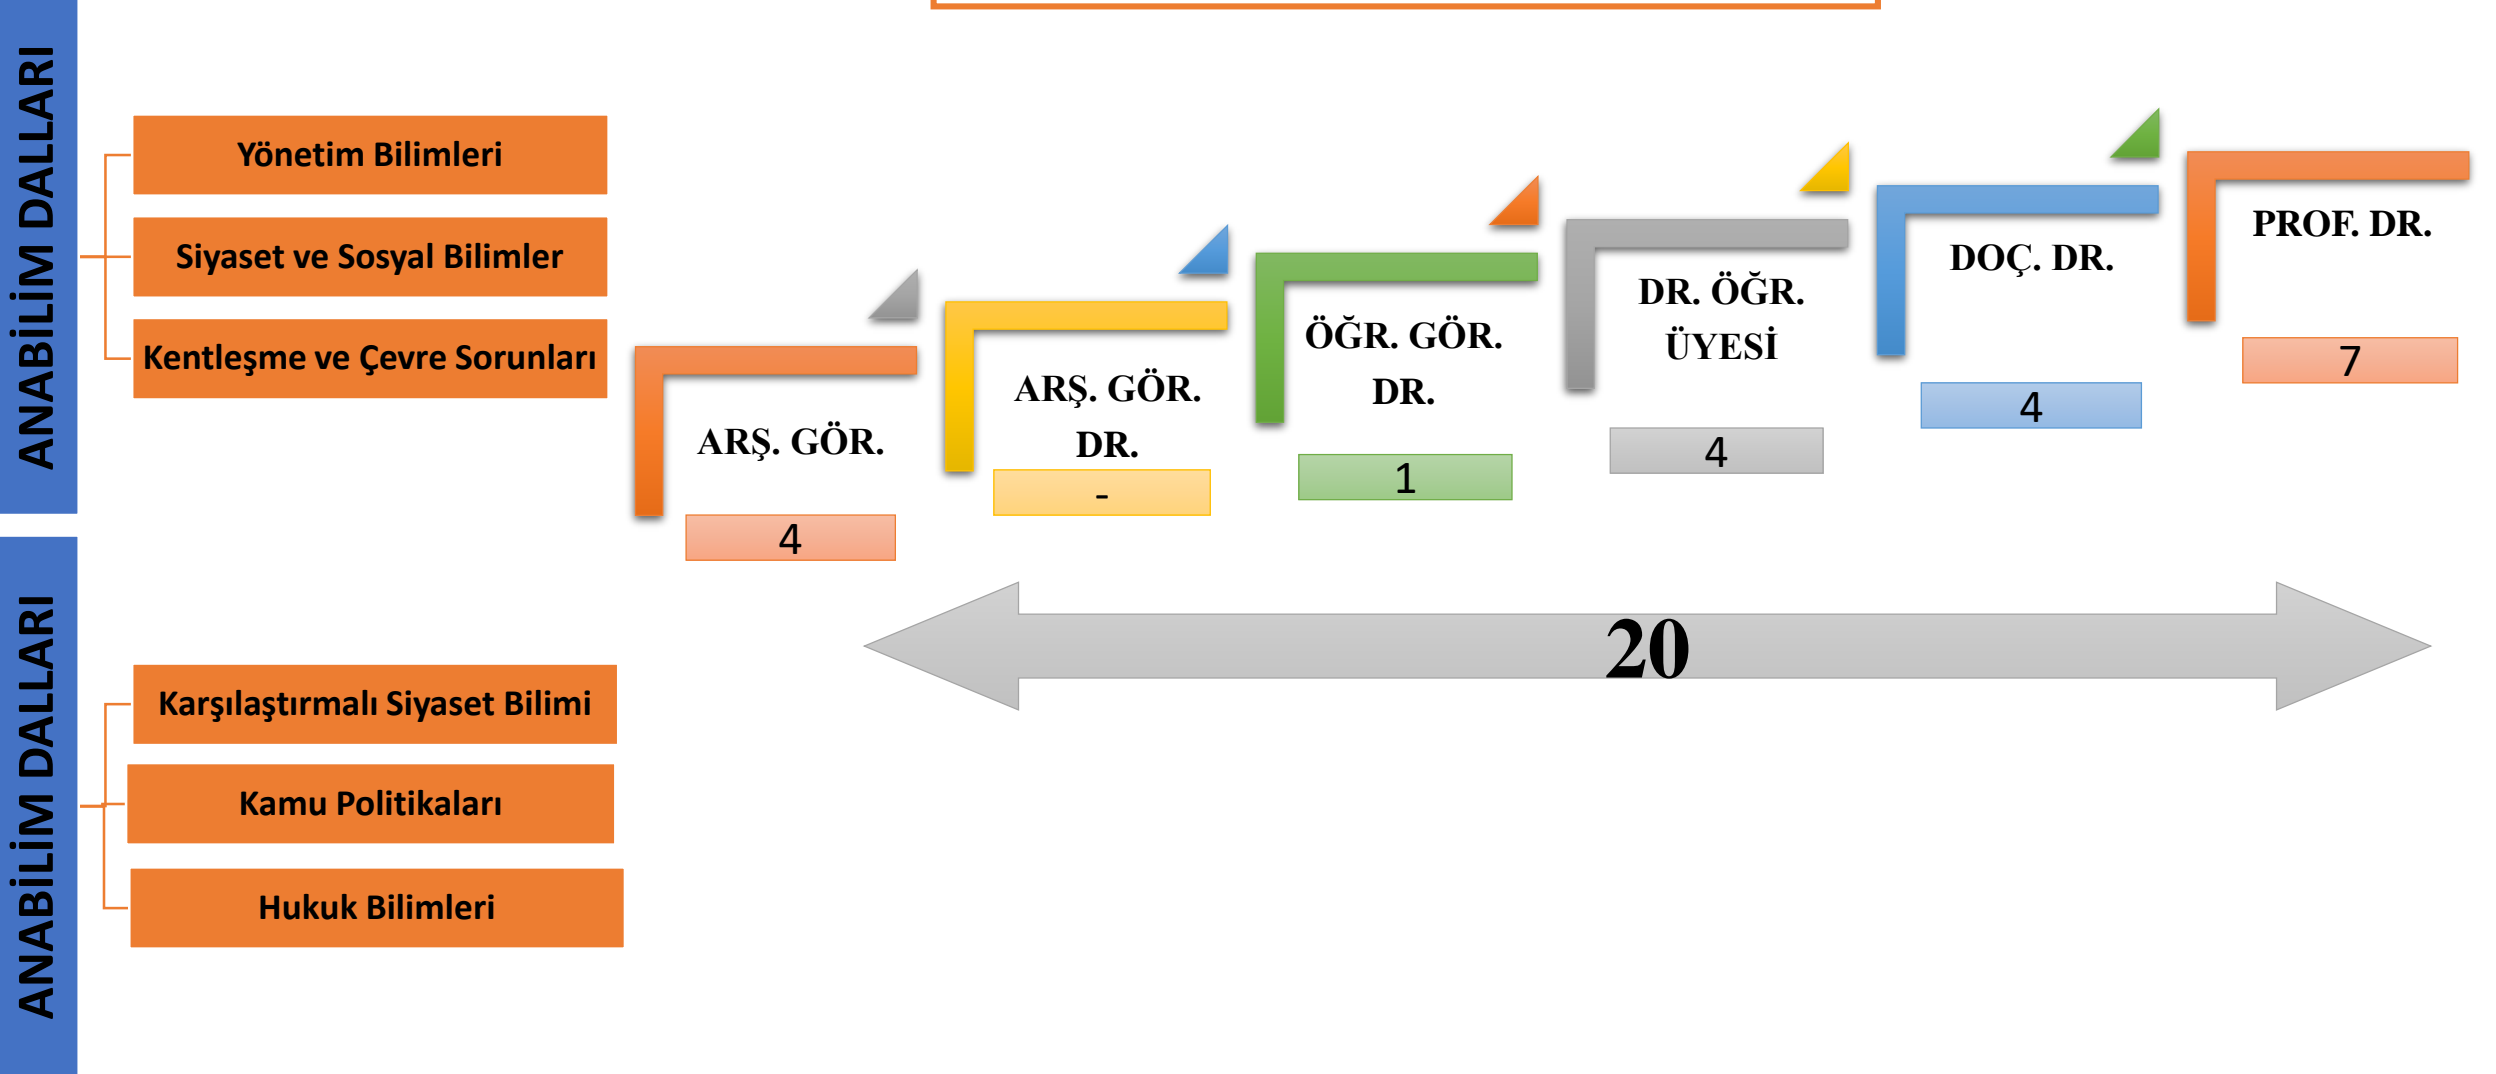 ANABİLİM DALLARI
Yönetim Bilimleri
Siyaset ve Sosyal Bilimler
Kentleşme ve Çevre Sorunları
ARŞ. GÖR.
4
ARŞ. GÖR.
DR.
-
ÖĞR. GÖR.
DR.
1
DR. ÖĞR.
ÜYESİ
4
DOÇ. DR.
4
PROF. DR.
7
20
ANABİLİM DALLARI
Karşılaştırmalı Siyaset Bilimi
Kamu Politikaları
Hukuk Bilimleri